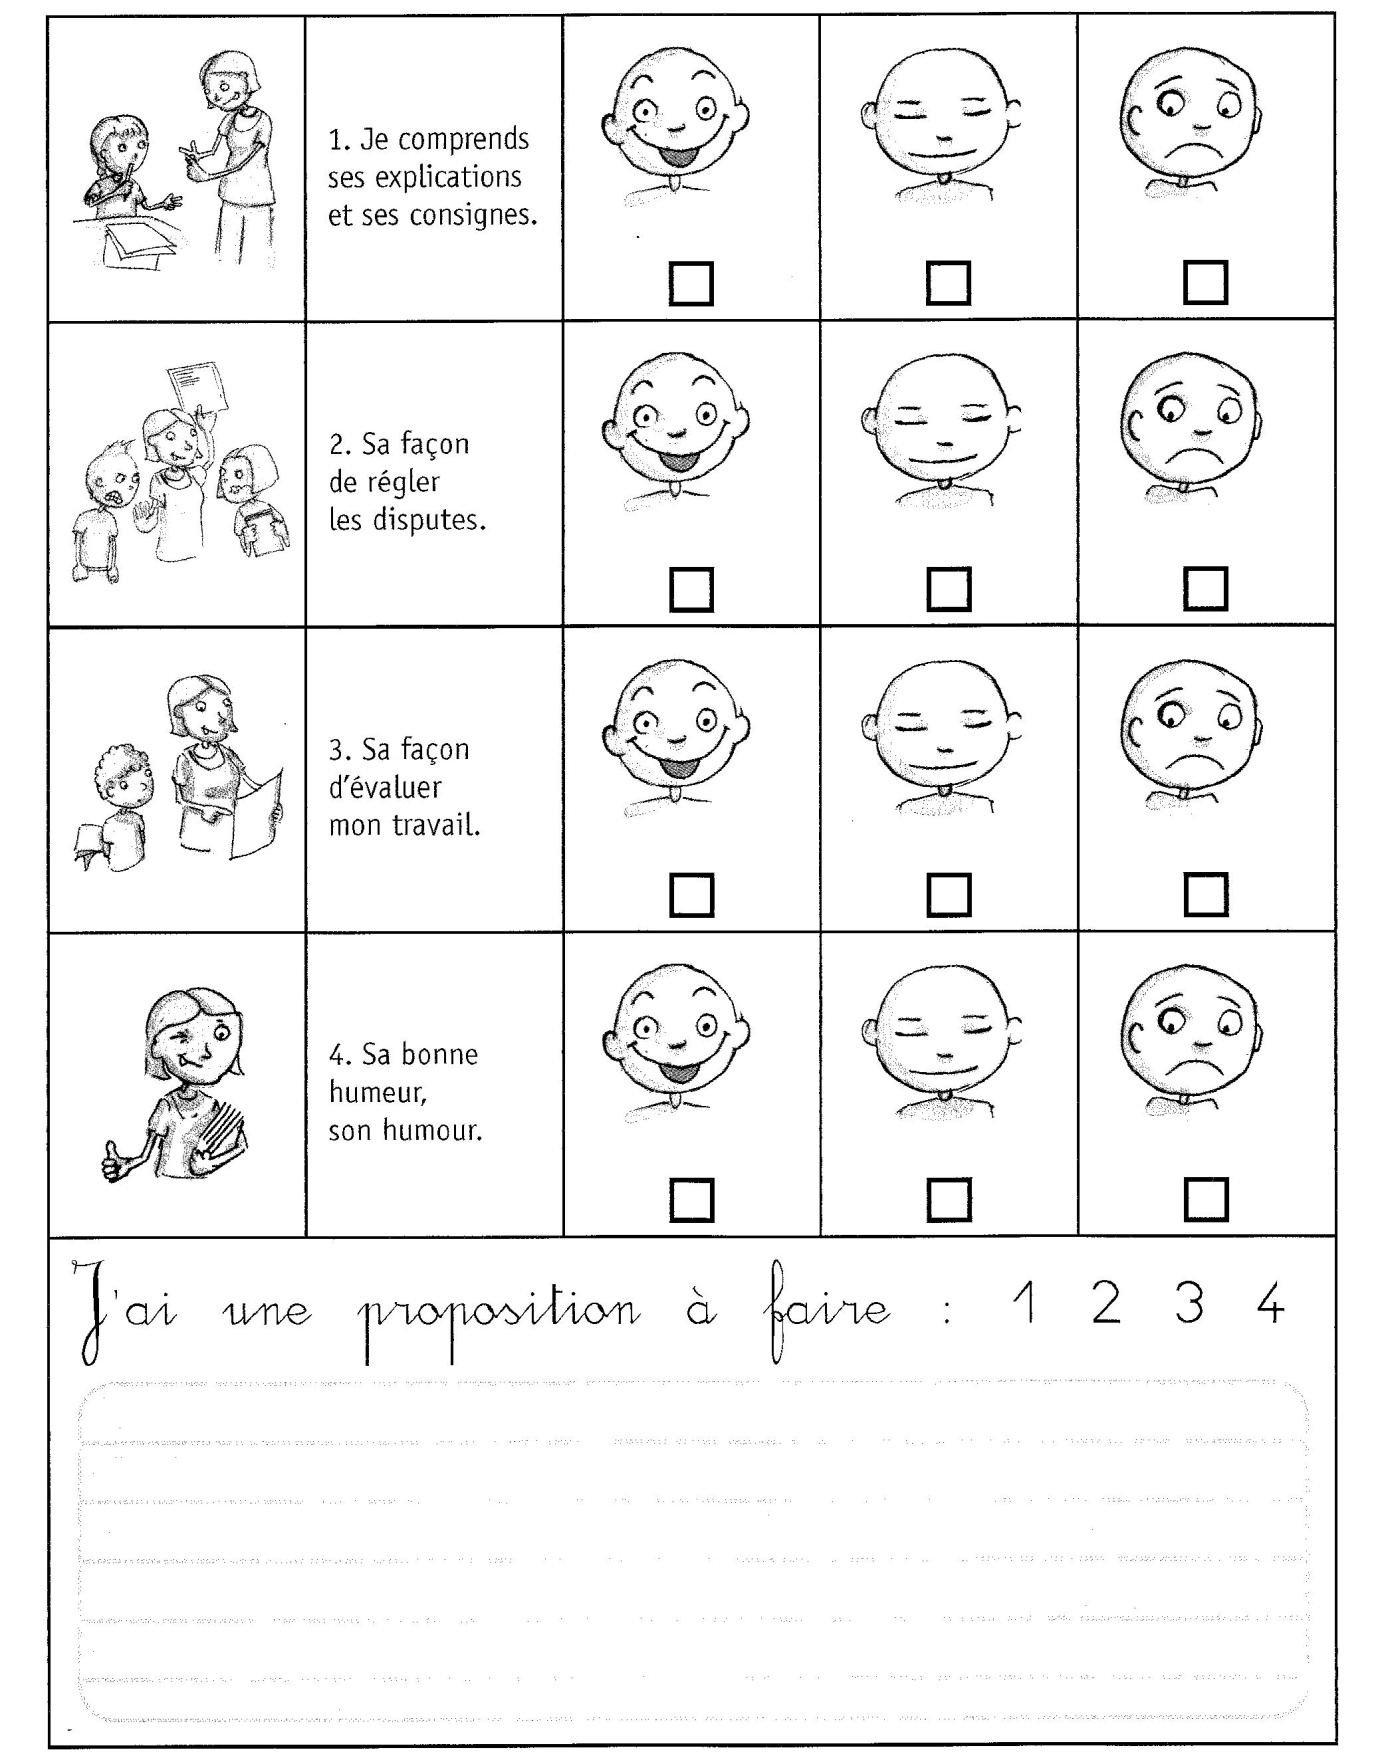 1. Je comprends
ses explications
et ses consignes.
2. Sa façon
de régler
les disputes.
3. Sa façon
d'évaluer
mon travail.
4. Sa bonne
humeur,
son humour.
J'ai une proposition à faire : 1 2 3 4